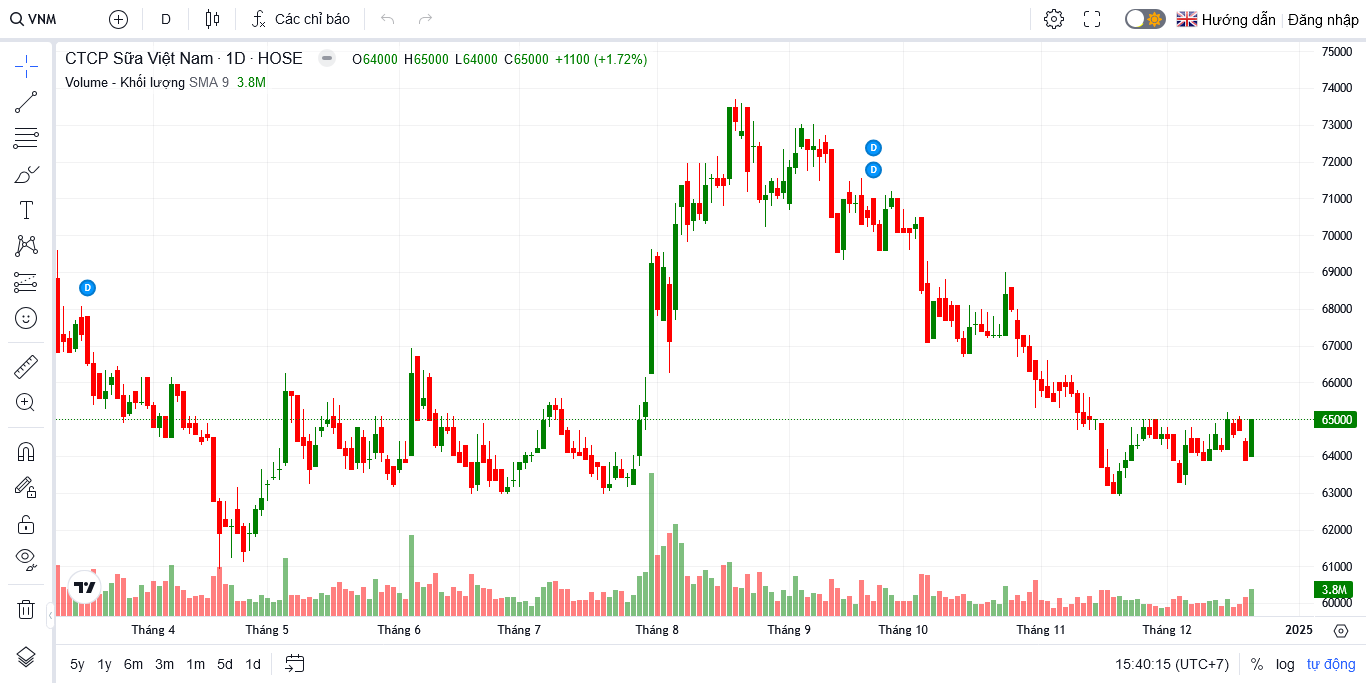 VNM D Các chỉ báo Hướng dẫn Đăng nhập
CTCP Sữa Việt Nam · 1D · HOSE O64000 H65000 L64000 C65000 +1100 (+1.72%)
Volume - Khối lượng SMA 9 3.8M
D
D
D
75000
74000
73000
72000
71000
70000
69000
68000
67000
66000
65000
64000
63000
62000
61000
3.8M
60000
Tháng 4 Tháng 5 Tháng 6 Tháng 7 Tháng 8 Tháng 9 Tháng 10 Tháng 11 Tháng 12 2025
5y 1y 6m 3m 1m 5d 1d 15:40:15 (UTC+7) % log tự động